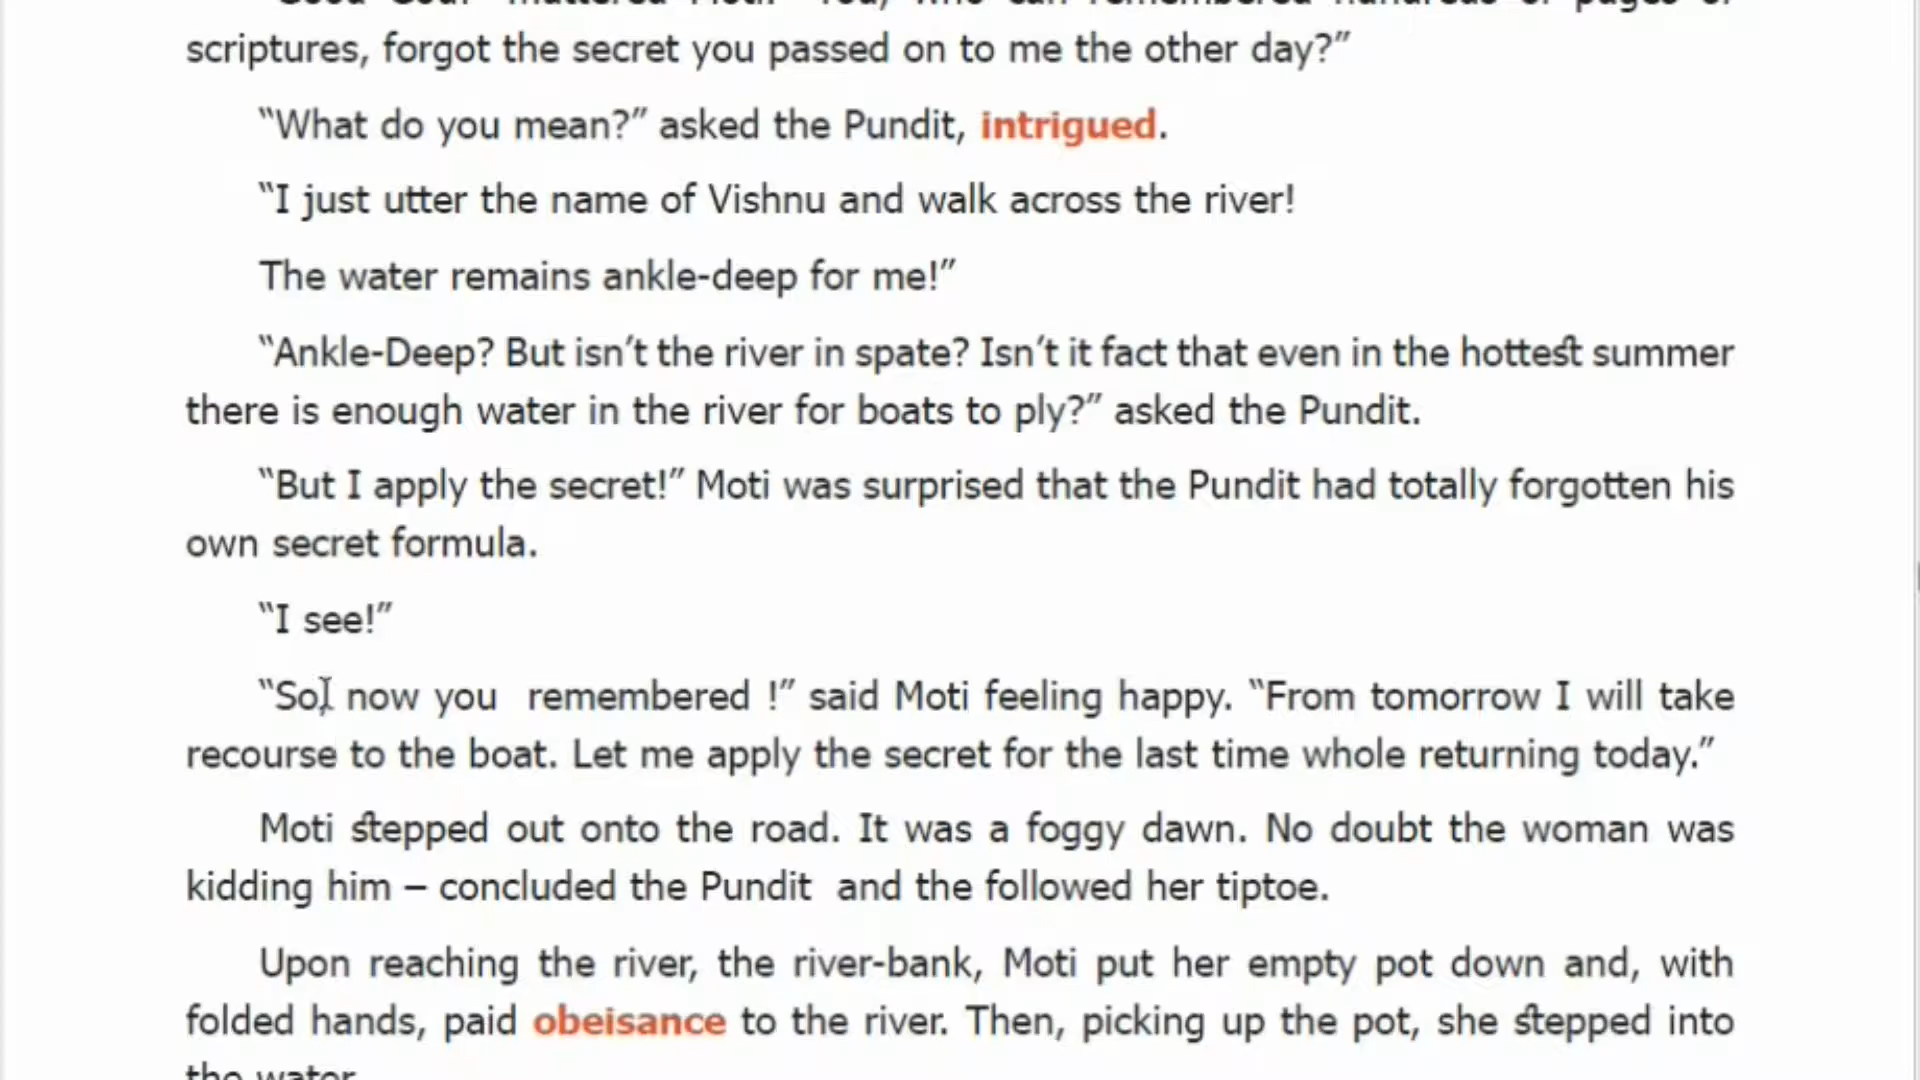 scriptures, forgot the secret you passed on to me the other day?”
“What do you mean?” asked the Pundit, intrigued.
“I just utter the name of Vishnu and walk across the river!
The water remains ankle-deep for me!”
“Ankle-Deep? But isn’t the river in spate? Isn’t it fact that even in the hottest summer
there is enough water in the river for boats to ply?” asked the Pundit.
“But I apply the secret!” Moti was surprised that the Pundit had totally forgotten his
own secret formula.
“I see!”
“So, now you remembered !” said Moti feeling happy. “From tomorrow I will take
recourse to the boat. Let me apply the secret for the last time whole returning today.”
Moti stepped out onto the road. It was a foggy dawn. No doubt the woman was
kidding him – concluded the Pundit and the followed her tiptoe.
Upon reaching the river, the river-bank, Moti put her empty pot down and, with
folded hands, paid obeisance to the river. Then, picking up the pot, she stepped into
the water.